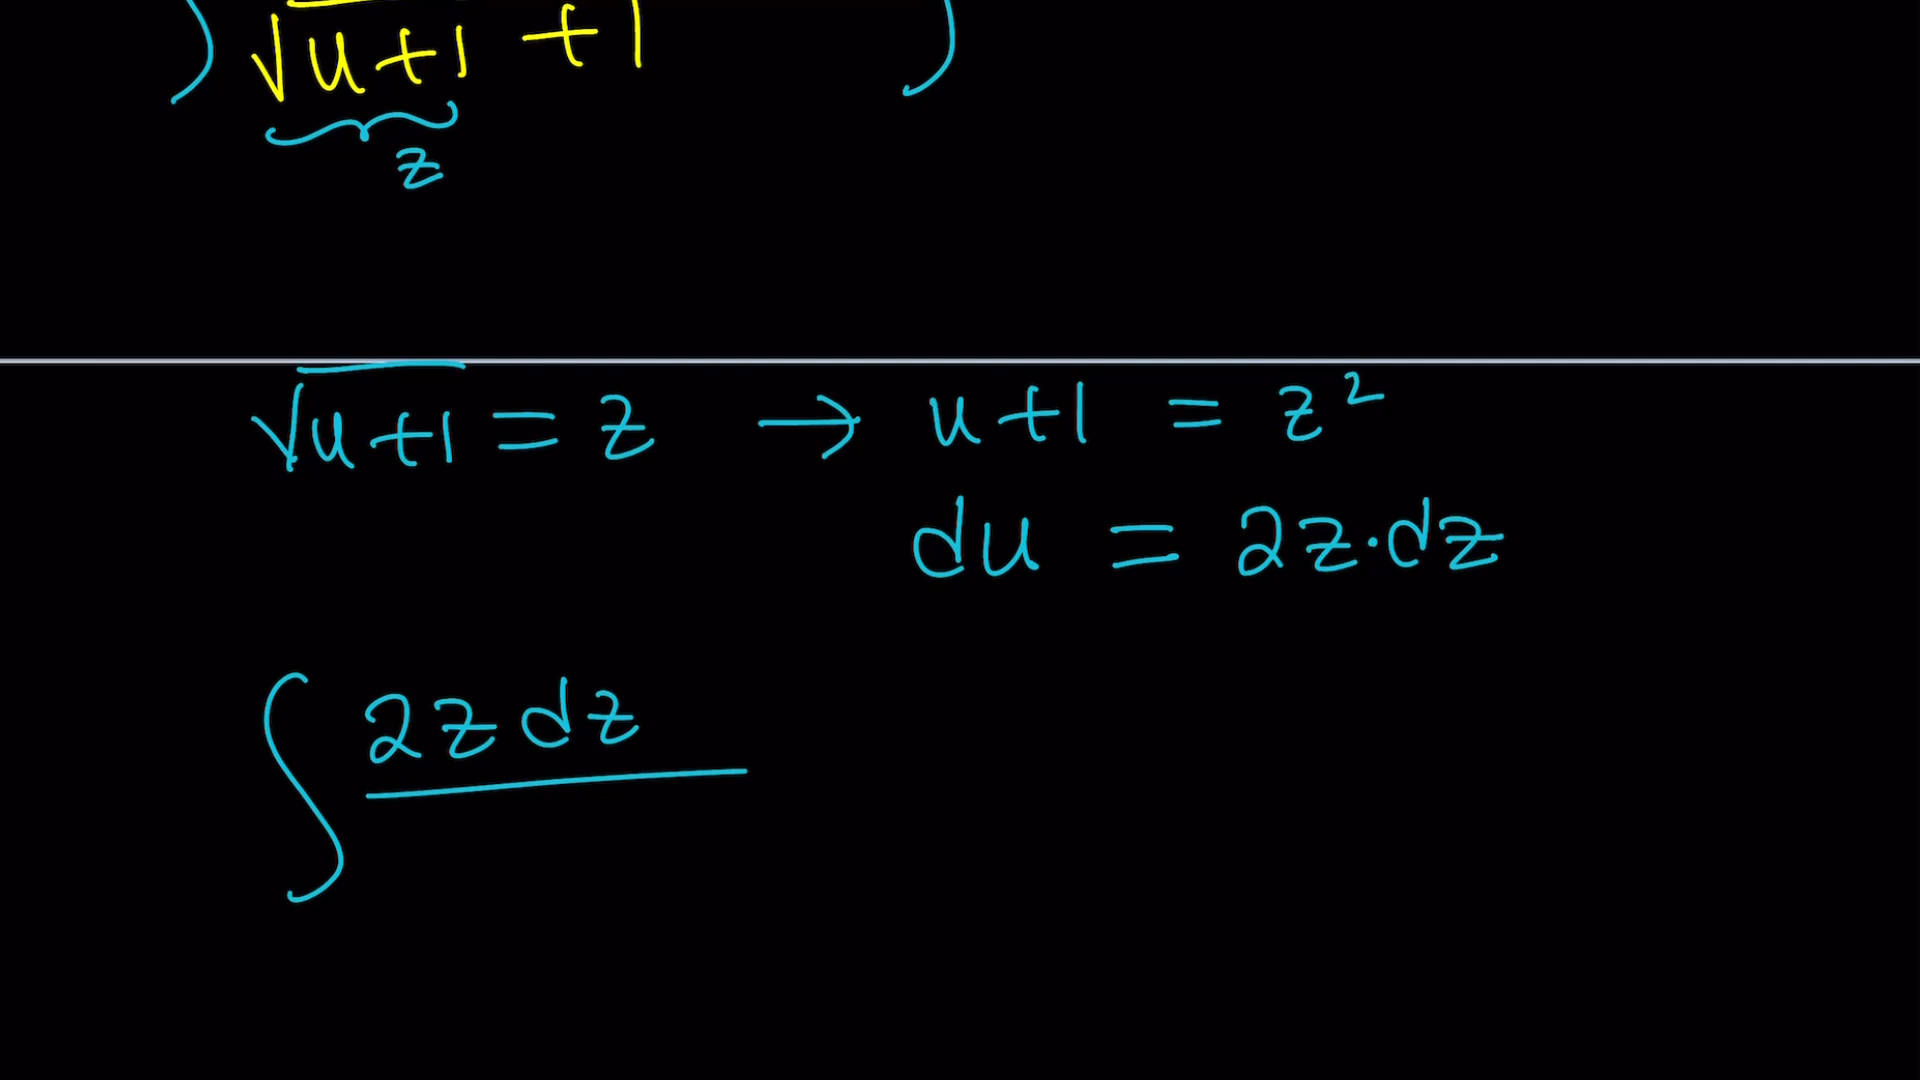 √u+1 + 1
z
√u+1 = z → u+1 = z²
du = 2z·dz
∫ 2z dz